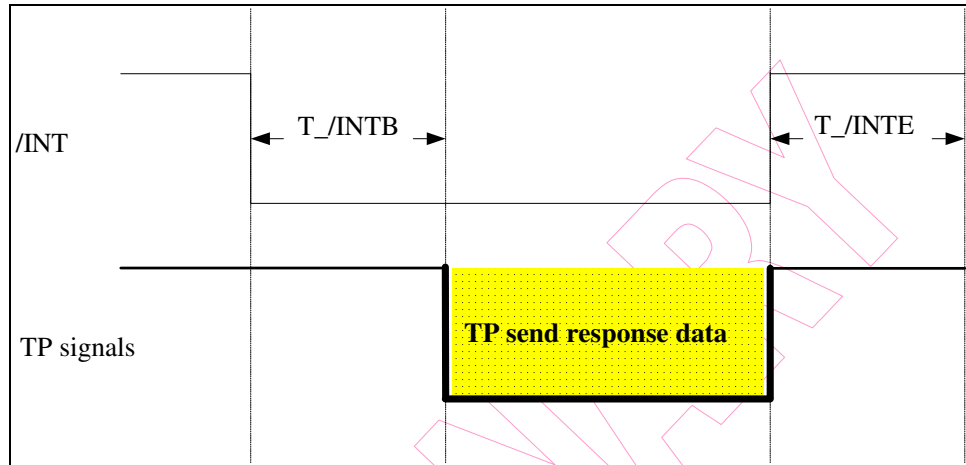 T_/INTB
T_/INTE
/INT
TP send response data
TP signals